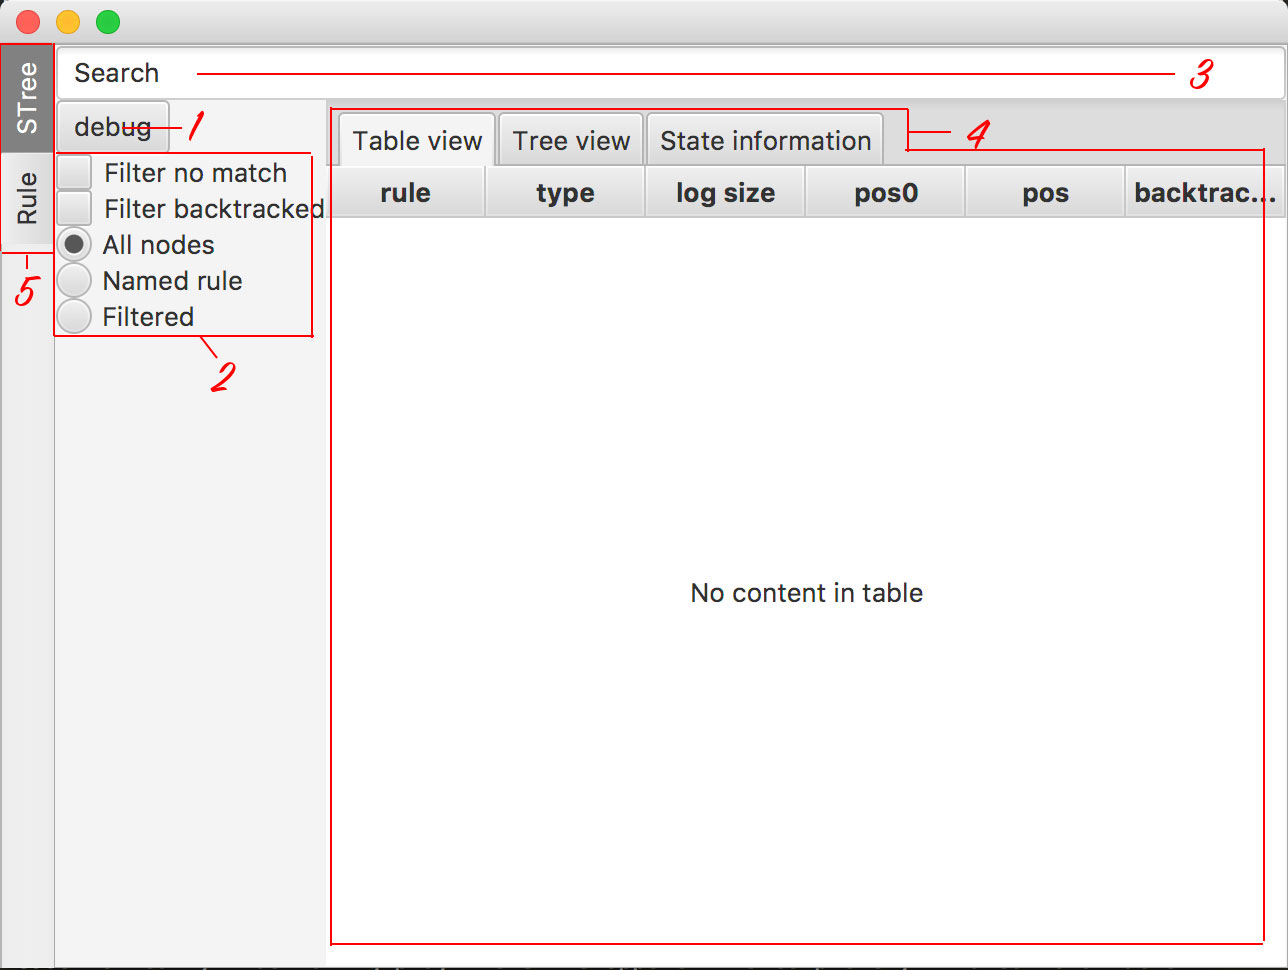 STree
Rule
Search
3
debug
1
Filter no match
Filter backtracked
All nodes
Named rule
Filtered
5
2
Table view Tree view State information
4
rule type log size pos0 pos backtrac...
No content in table